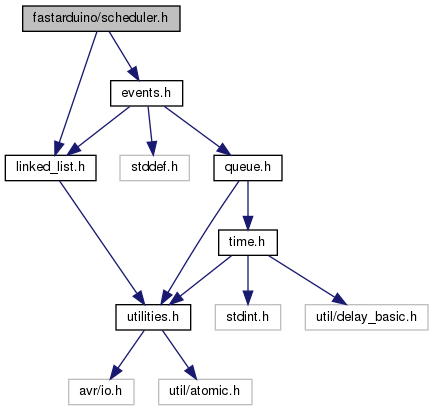 fastarduino/scheduler.h
events.h
linked_list.h
stddef.h
queue.h
time.h
utilities.h
stdint.h
util/delay_basic.h
avr/io.h
util/atomic.h